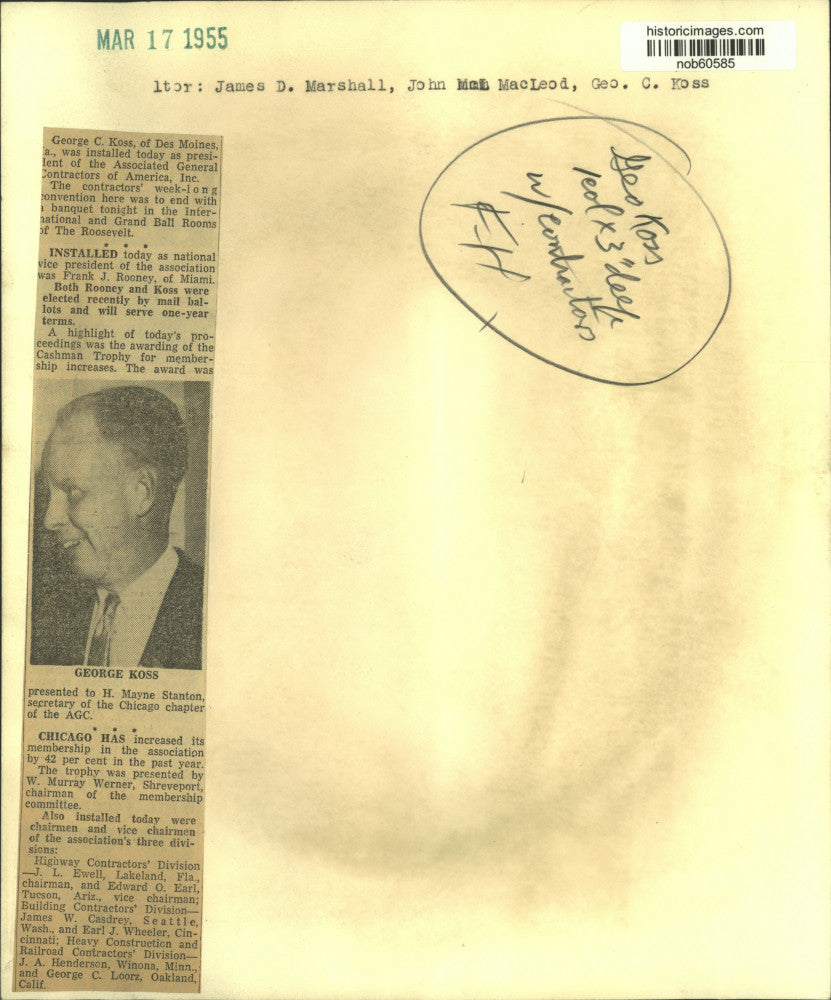 MAR 17 1955
historicimages.com
nob60585
ltor: James D. Marshall, John McL MacLeod, Geo. C. Koss
Geo Koss
1col x 3" deep
w/contractors
George C. Koss, of Des Moines,
a., was installed today as presi-
lent of the Associated General
Contractors of America, Inc.
The contractors' week-long
convention here was to end with
a banquet tonight in the Inter-
national and Grand Ball Rooms
of The Roosevelt.
* * *
INSTALLED today as national
vice president of the association
was Frank J. Rooney, of Miami.
Both Rooney and Koss were
elected recently by mail bal-
lots and will serve one-year
terms.
A highlight of today's pro-
ceedings was the awarding of the
Cashman Trophy for member-
ship increases. The award was
GEORGE KOSS
presented to H. Mayne Stanton,
secretary of the Chicago chapter
of the AGC.
* * *
CHICAGO HAS increased its
membership in the association
by 42 per cent in the past year.
The trophy was presented by
W. Murray Werner, Shreveport,
chairman of the membership
committee.
Also installed today were
chairmen and vice chairmen
of the association's three divi-
sions:
Highway Contractors' Division
—J. L. Ewell, Lakeland, Fla.,
chairman, and Edward O. Earl,
Tucson, Ariz., vice chairman;
Building Contractors' Division—
James W. Casdrey, Seattle,
Wash., and Earl J. Wheeler, Cin-
cinnati; Heavy Construction and
Railroad Contractors' Division—
J. A. Henderson, Winona, Minn.,
and George C. Loorz, Oakland,
Calif.